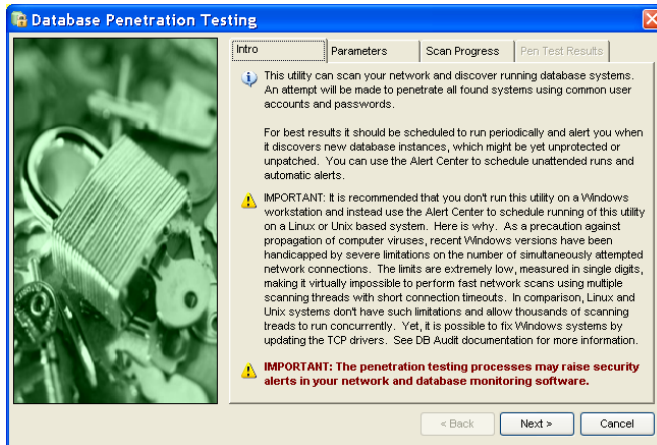 Database Penetration Testing
Intro
Parameters
Scan Progress
Pen Test Results
This utility can scan your network and discover running database systems.
An attempt will be made to penetrate all found systems using common user
accounts and passwords.
For best results it should be scheduled to run periodically and alert you when
it discovers new database instances, which might be yet unprotected or
unpatched. You can use the Alert Center to schedule unattended runs and
automatic alerts.
IMPORTANT: It is recommended that you don't run this utility on a Windows
workstation and instead use the Alert Center to schedule running of this utility
on a Linux or Unix based system. Here is why. As a precaution against
propagation of computer viruses, recent Windows versions have been
handicapped by severe limitations on the number of simultaneously attempted
network connections. The limits are extremely low, measured in single digits,
making it virtually impossible to perform fast network scans using multiple
scanning threads with short connection timeouts. In comparison, Linux and
Unix systems don't have such limitations and allow thousands of scanning
treads to run concurrently. Yet, it is possible to fix Windows systems by
updating the TCP drivers. See DB Audit documentation for more information.
IMPORTANT: The penetration testing processes may raise security
alerts in your network and database monitoring software.
< Back
Next »
Cancel